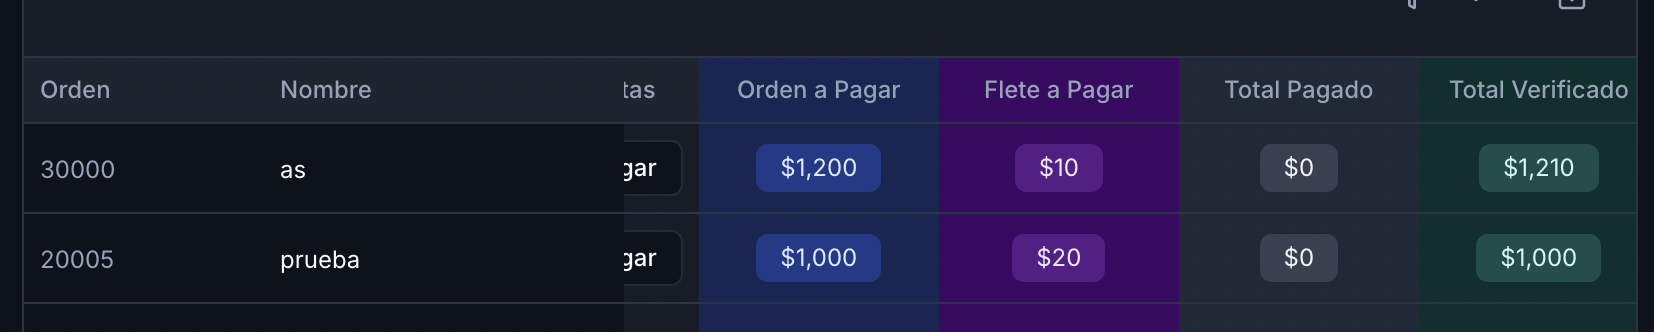 Orden Nombre tas Orden a Pagar Flete a Pagar Total Pagado Total Verificado
30000 as gar $1,200 $10 $0 $1,210
20005 prueba gar $1,000 $20 $0 $1,000